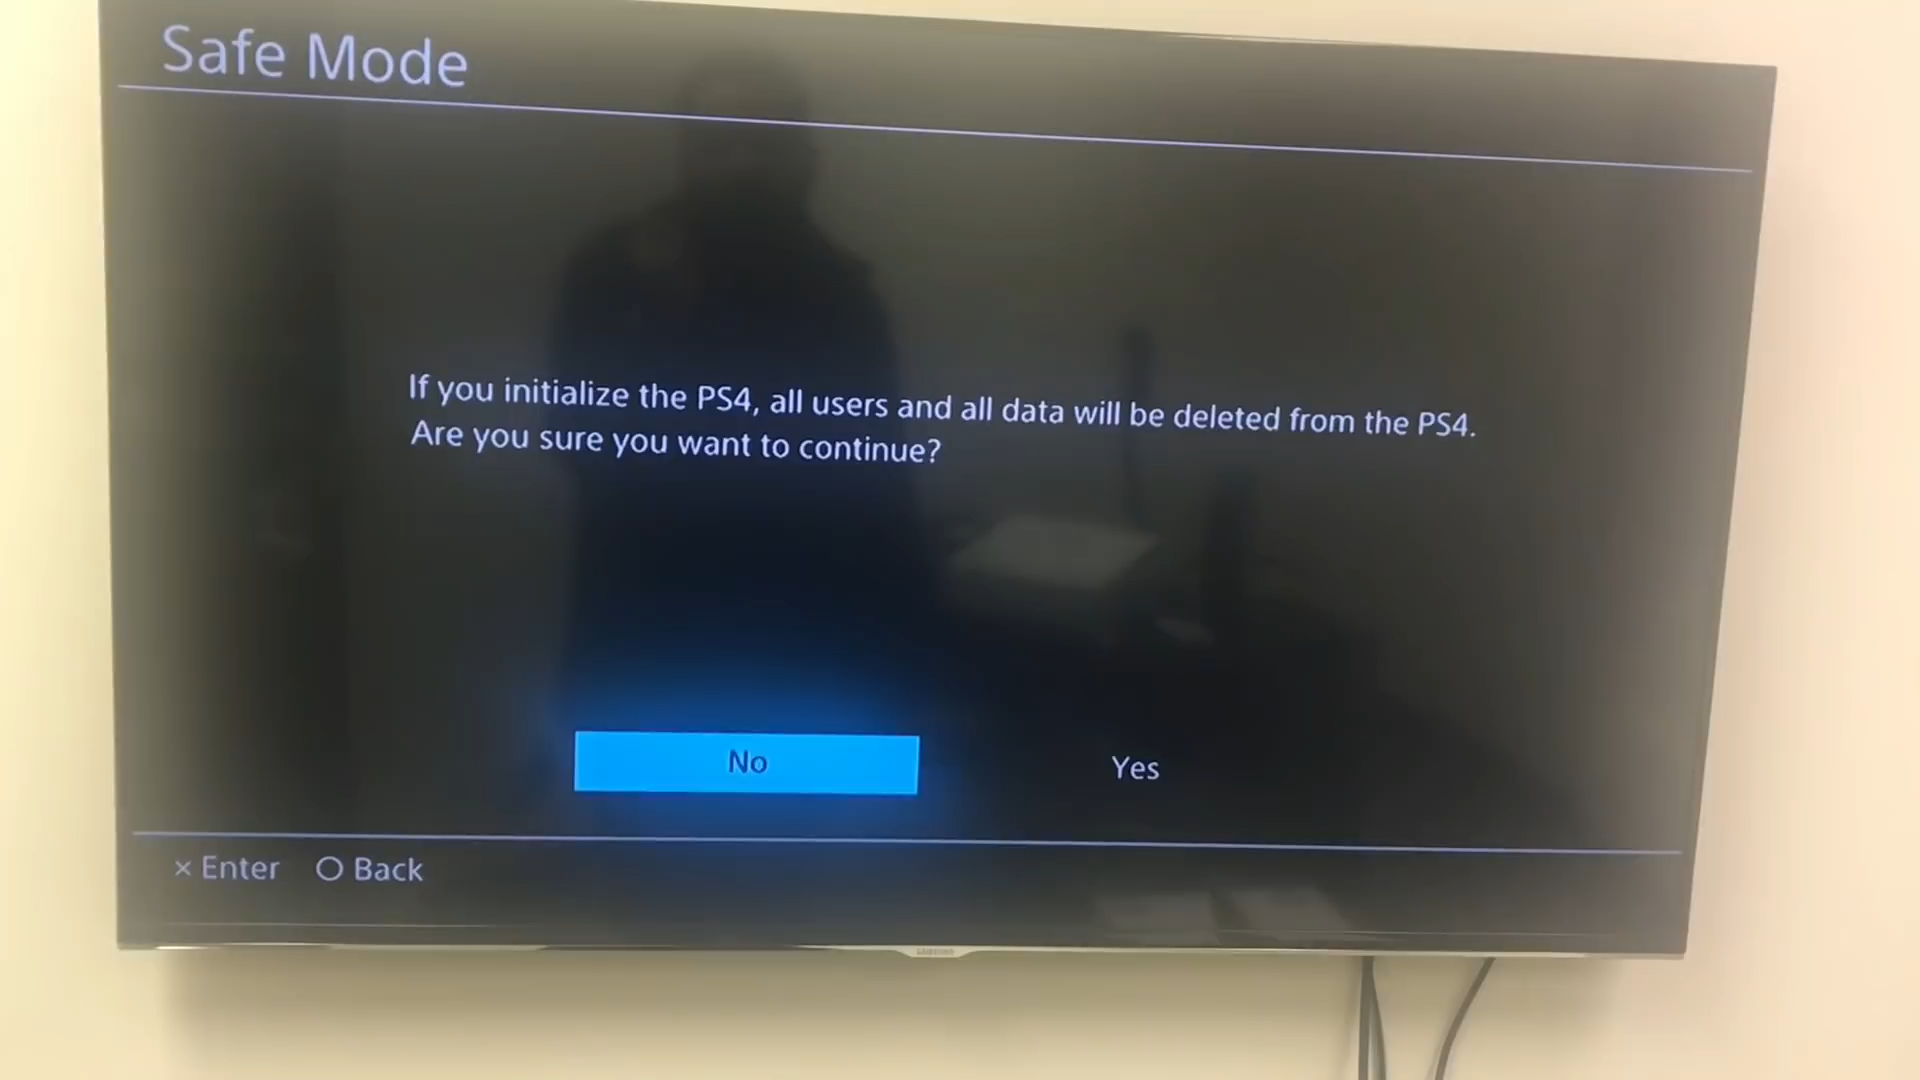 Safe Mode
If you initialize the PS4, all users and all data will be deleted from the PS4.
Are you sure you want to continue?
No Yes
× Enter ○ Back
SAMSUNG